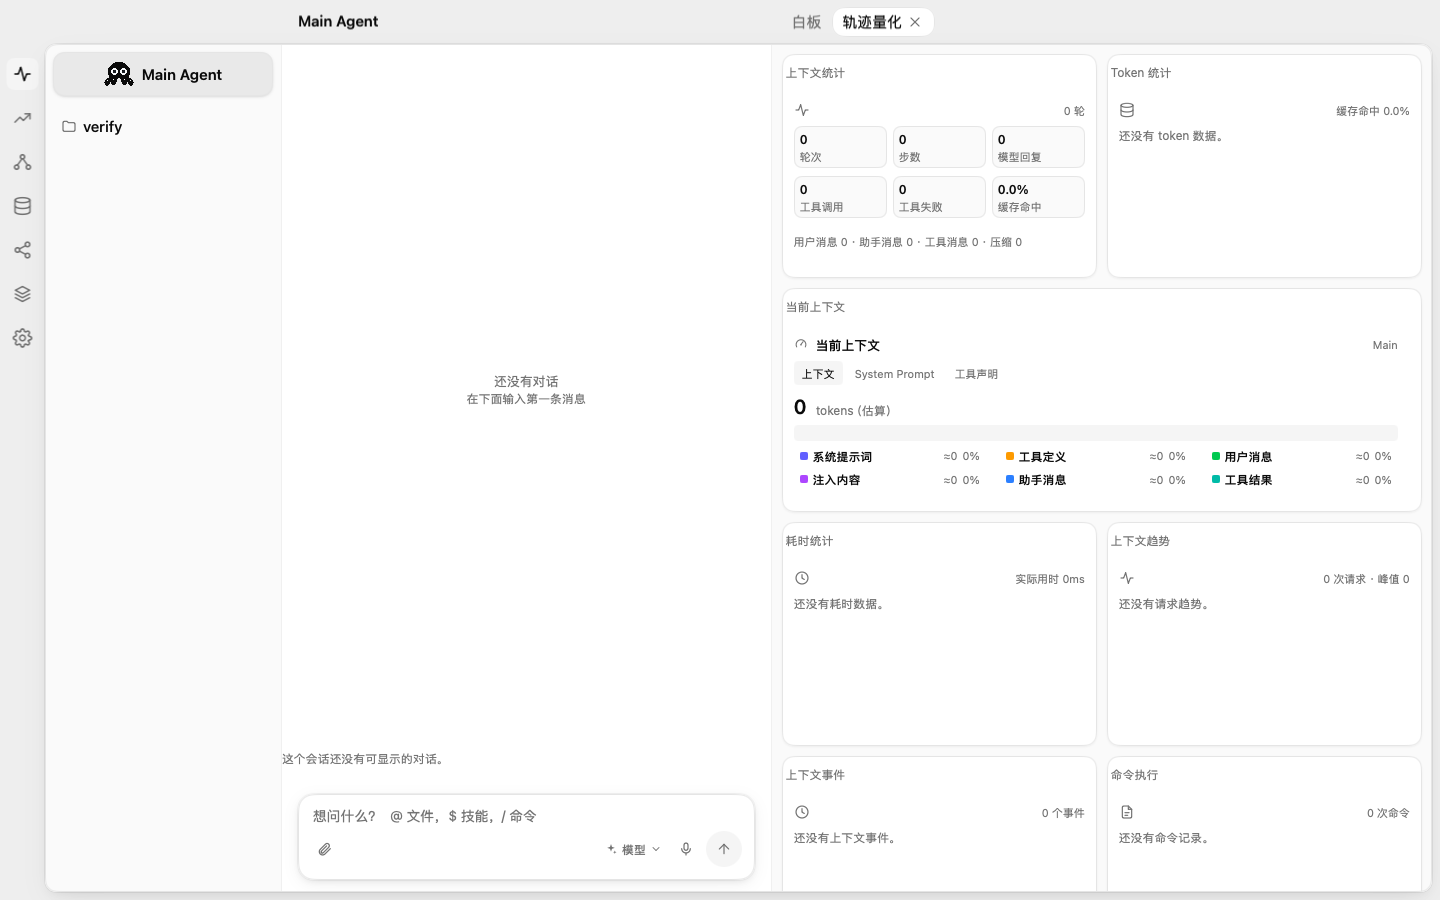 Main Agent
白板
轨迹量化
Main Agent
verify
还没有对话
在下面输入第一条消息
这个会话还没有可显示的对话。
想问什么? @ 文件，$ 技能，/ 命令
模型
上下文统计
0 轮
0
轮次
0
步数
0
模型回复
0
工具调用
0
工具失败
0.0%
缓存命中
用户消息 0 · 助手消息 0 · 工具消息 0 · 压缩 0
Token 统计
缓存命中 0.0%
还没有 token 数据。
当前上下文
当前上下文
Main
上下文
System Prompt
工具声明
0 tokens (估算)
系统提示词 ≈0 0%
工具定义 ≈0 0%
用户消息 ≈0 0%
注入内容 ≈0 0%
助手消息 ≈0 0%
工具结果 ≈0 0%
耗时统计
实际用时 0ms
还没有耗时数据。
上下文趋势
0 次请求 · 峰值 0
还没有请求趋势。
上下文事件
0 个事件
还没有上下文事件。
命令执行
0 次命令
还没有命令记录。